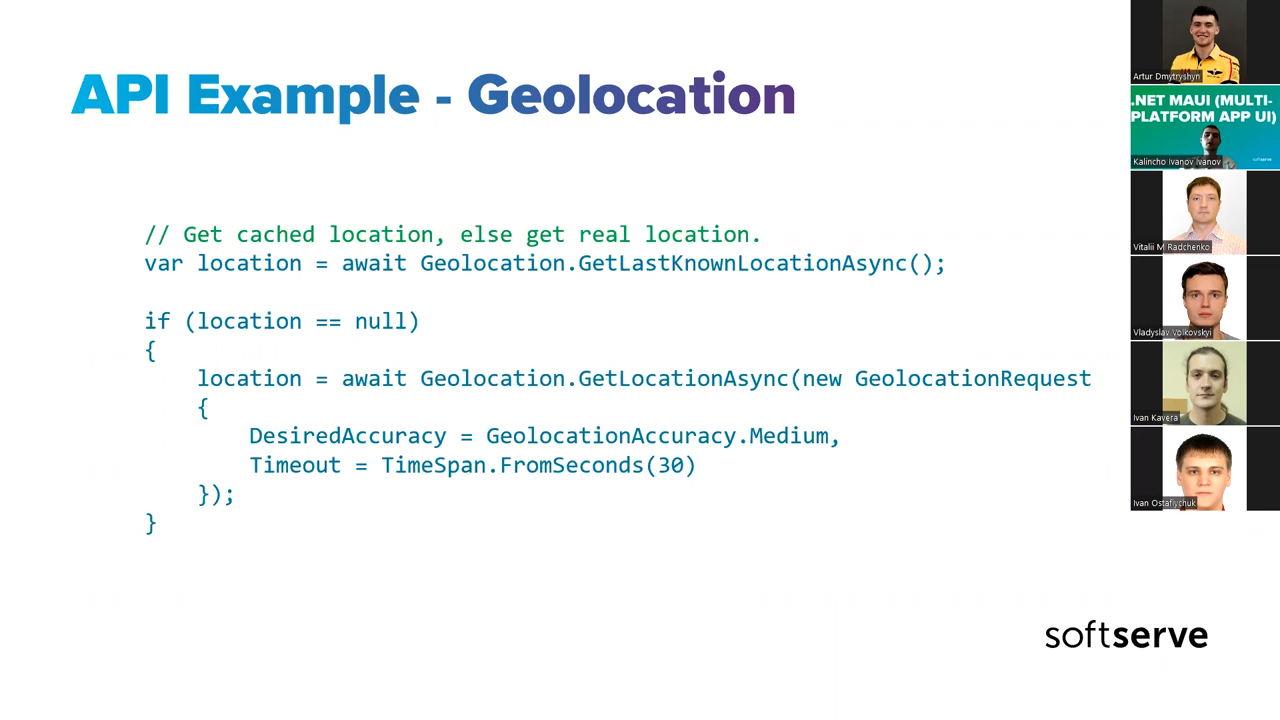 API Example - Geolocation
// Get cached location, else get real location.
var location = await Geolocation.GetLastKnownLocationAsync();
if (location == null)
{
location = await Geolocation.GetLocationAsync(new GeolocationRequest
{
DesiredAccuracy = GeolocationAccuracy.Medium,
Timeout = TimeSpan.FromSeconds(30)
});
}
softserve
Artur Dmytryshyn
.NET MAUI (MULTI-
PLATFORM APP UI)
softserve
Kalincho Ivanov Ivanov
Vitalii M Radchenko
Vladyslav Volkovskyi
Ivan Kavera
Ivan Ostafiychuk